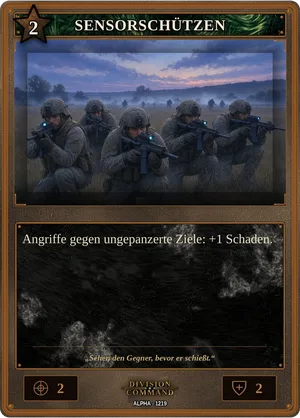 2
SENSORSCHÜTZEN
Angriffe gegen ungepanzerte Ziele: +1 Schaden.
„Sehen den Gegner, bevor er schießt.“
2
DIVISION
COMMAND
ALPHA - 1219
2